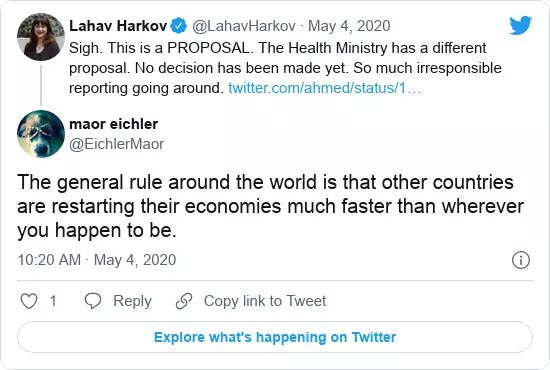 Lahav Harkov @LahavHarkov · May 4, 2020
Sigh. This is a PROPOSAL. The Health Ministry has a different
proposal. No decision has been made yet. So much irresponsible
reporting going around. twitter.com/ahmed/status/1…
maor eichler
@EichlerMaor
The general rule around the world is that other countries
are restarting their economies much faster than wherever
you happen to be.
10:20 AM · May 4, 2020
1 Reply Copy link to Tweet
Explore what's happening on Twitter